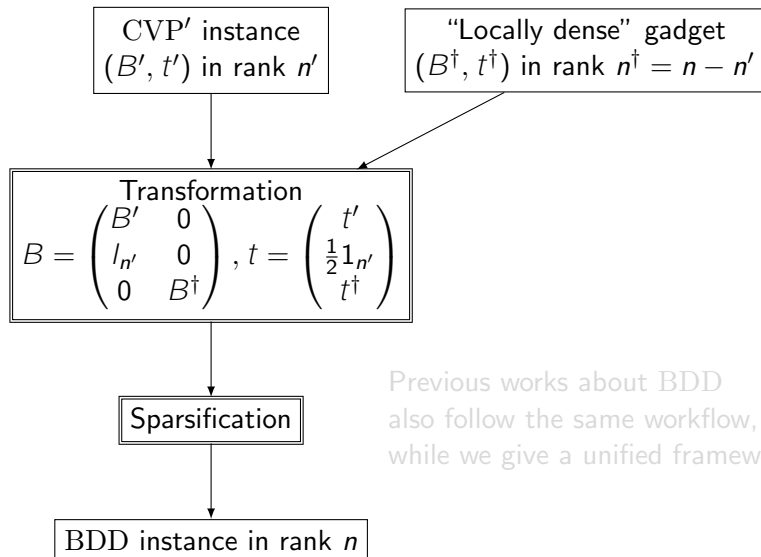 CVP′ instance
(B′, t′) in rank n′
“Locally dense” gadget
(B†, t†) in rank n† = n − n′
Transformation
B = ( B′ 0
I_{n′} 0
0 B† ) , t = ( t′
½1_{n′}
t† )
Previous works about BDD
also follow the same workflow,
while we give a unified framew
Sparsification
BDD instance in rank n